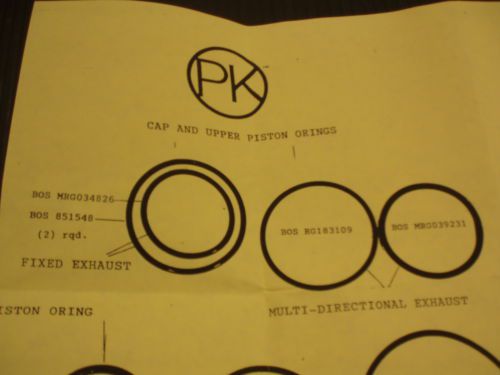 PK
CAP AND UPPER PISTON ORINGS
BOS MRG034826
BOS 851548
(2) rqd.
FIXED EXHAUST
BOS RG183109
BOS MRG039231
MULTI-DIRECTIONAL EXHAUST
ISTON ORING